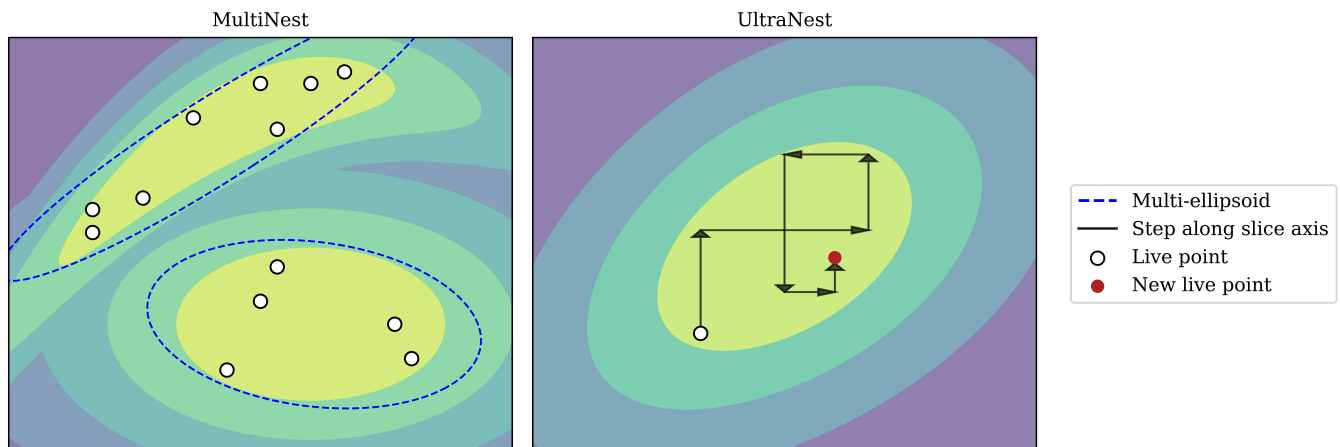 MultiNest
UltraNest
Multi-ellipsoid
Step along slice axis
Live point
New live point